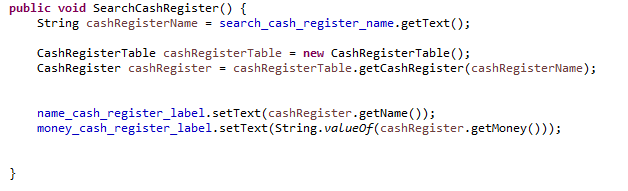 public void SearchCashRegister() {
String cashRegisterName = search_cash_register_name.getText();
CashRegisterTable cashRegisterTable = new CashRegisterTable();
CashRegister cashRegister = cashRegisterTable.getCashRegister(cashRegisterName);
name_cash_register_label.setText(cashRegister.getName());
money_cash_register_label.setText(String.valueOf(cashRegister.getMoney()));
}